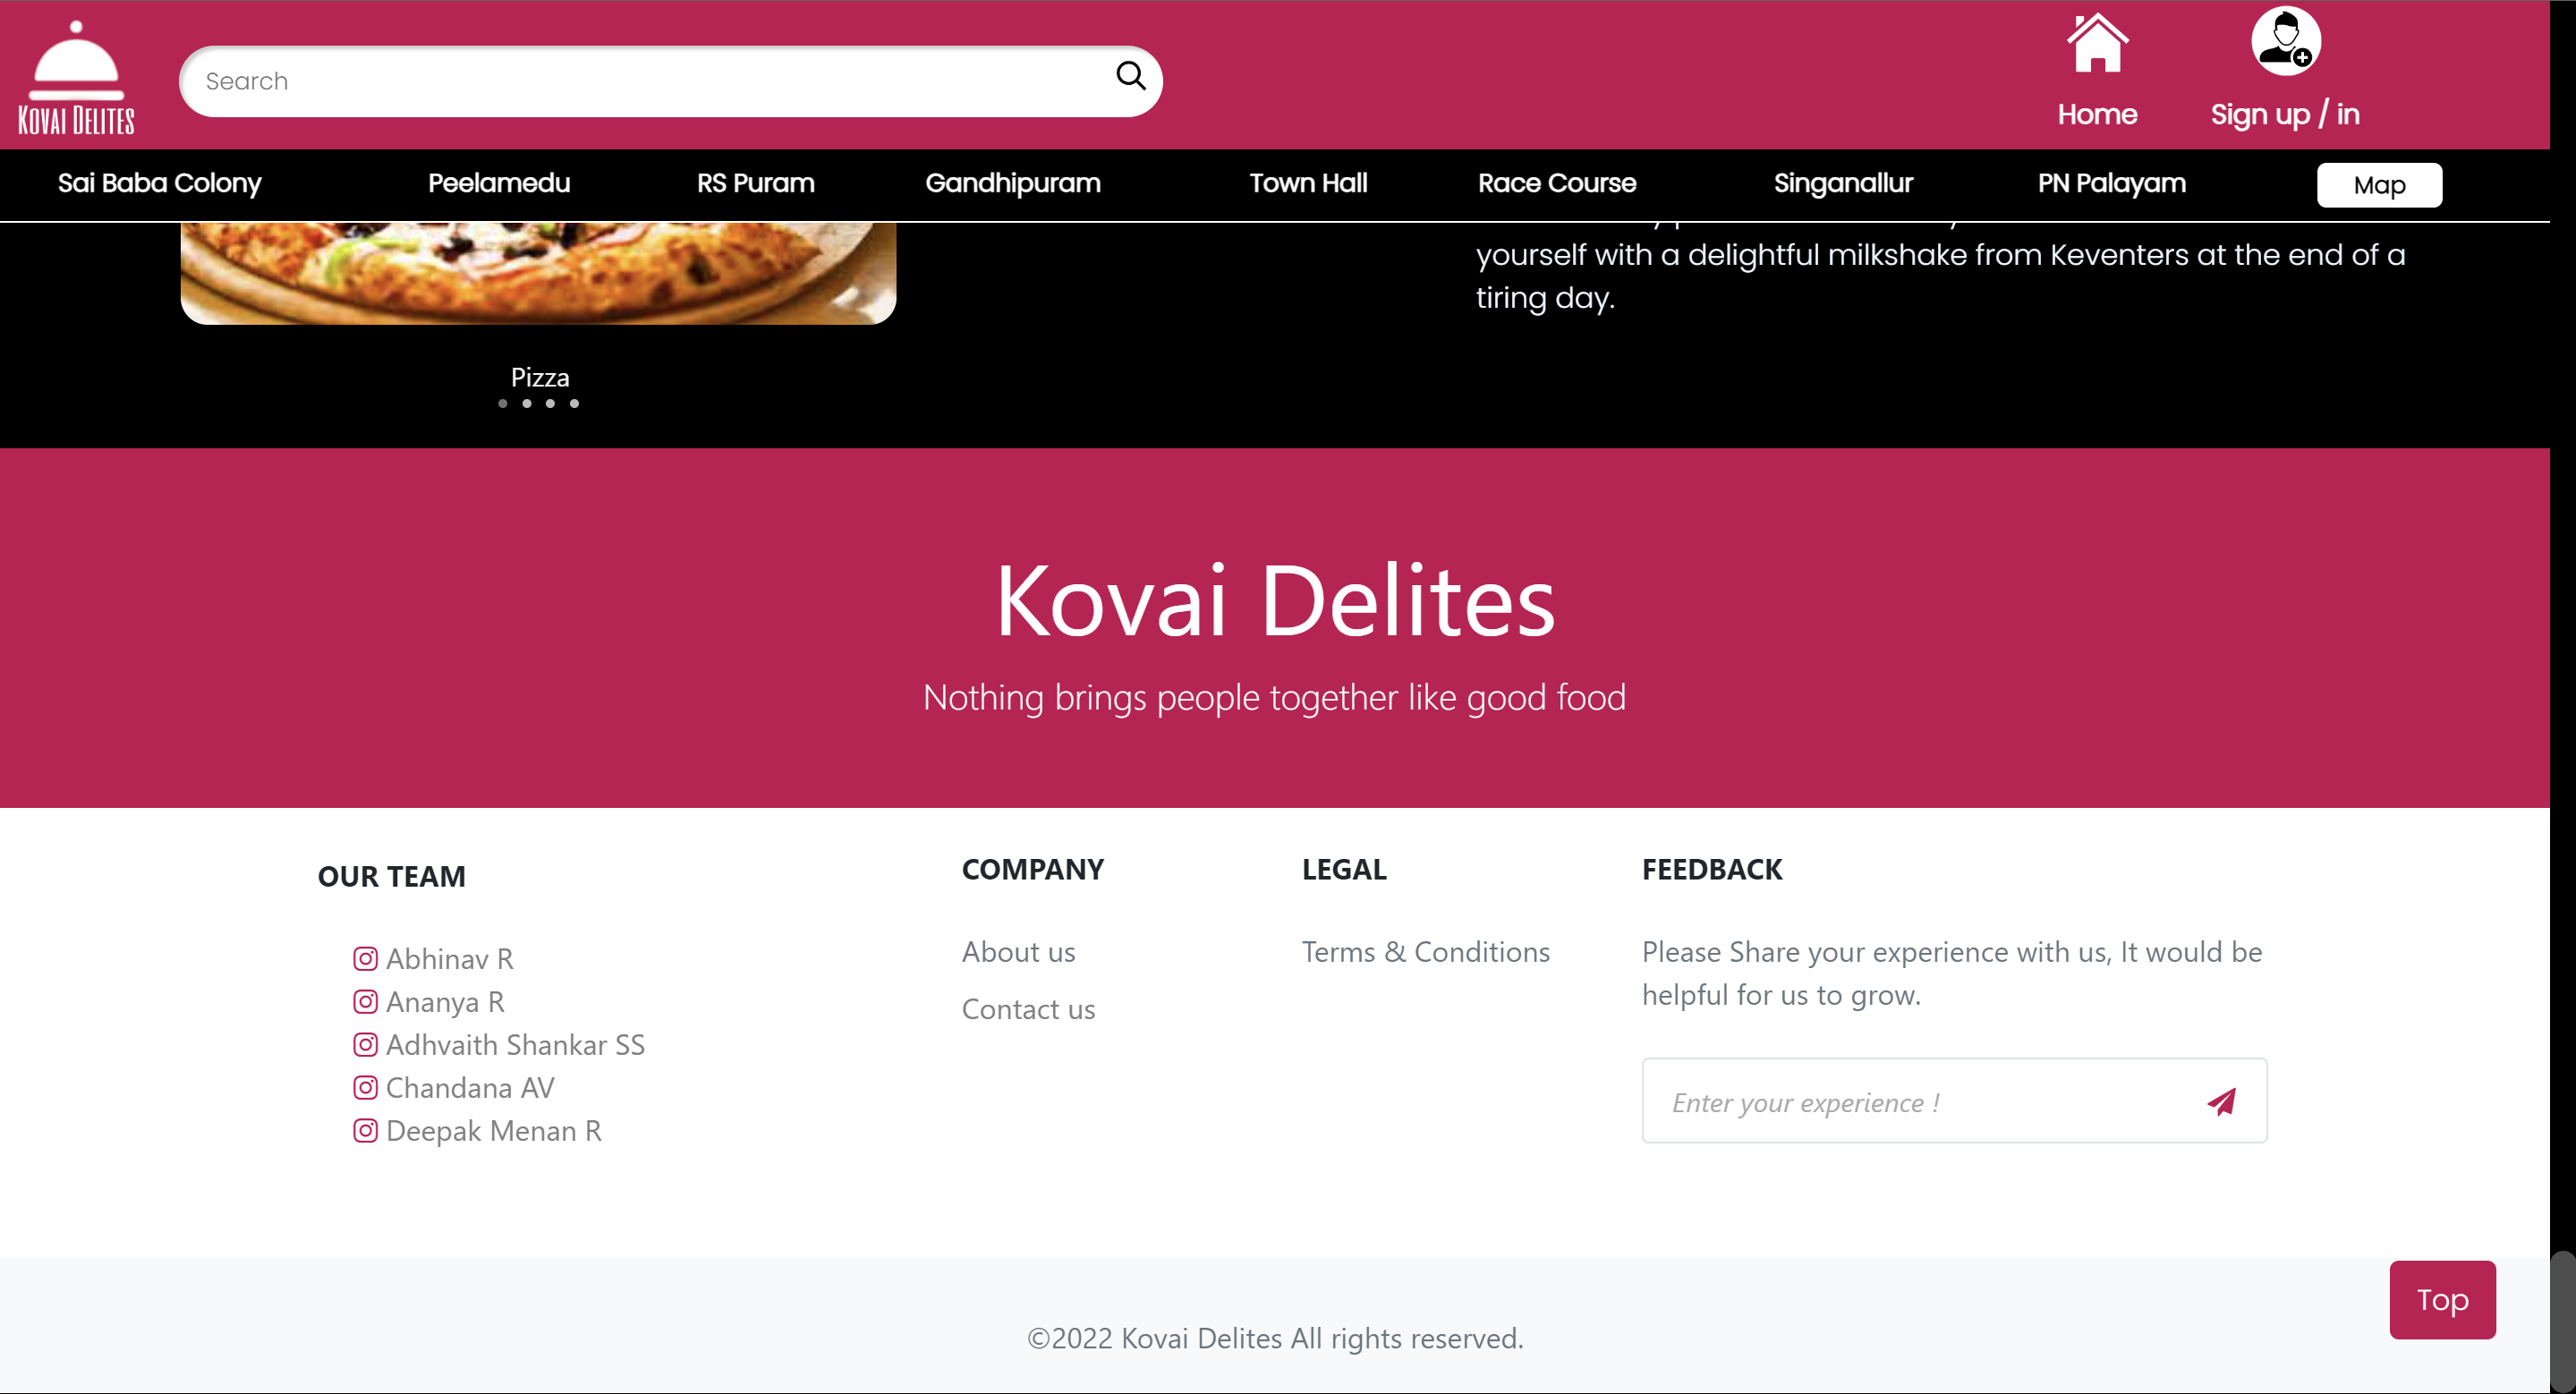 KOVAI DELITES
Search
Home
Sign up / in
Sai Baba Colony
Peelamedu
RS Puram
Gandhipuram
Town Hall
Race Course
Singanallur
PN Palayam
Map
yourself with a delightful milkshake from Keventers at the end of a
tiring day.
Pizza
Kovai Delites
Nothing brings people together like good food
OUR TEAM
Abhinav R
Ananya R
Adhvaith Shankar SS
Chandana AV
Deepak Menan R
COMPANY
About us
Contact us
LEGAL
Terms & Conditions
FEEDBACK
Please Share your experience with us, It would be
helpful for us to grow.
Enter your experience !
Top
©2022 Kovai Delites All rights reserved.